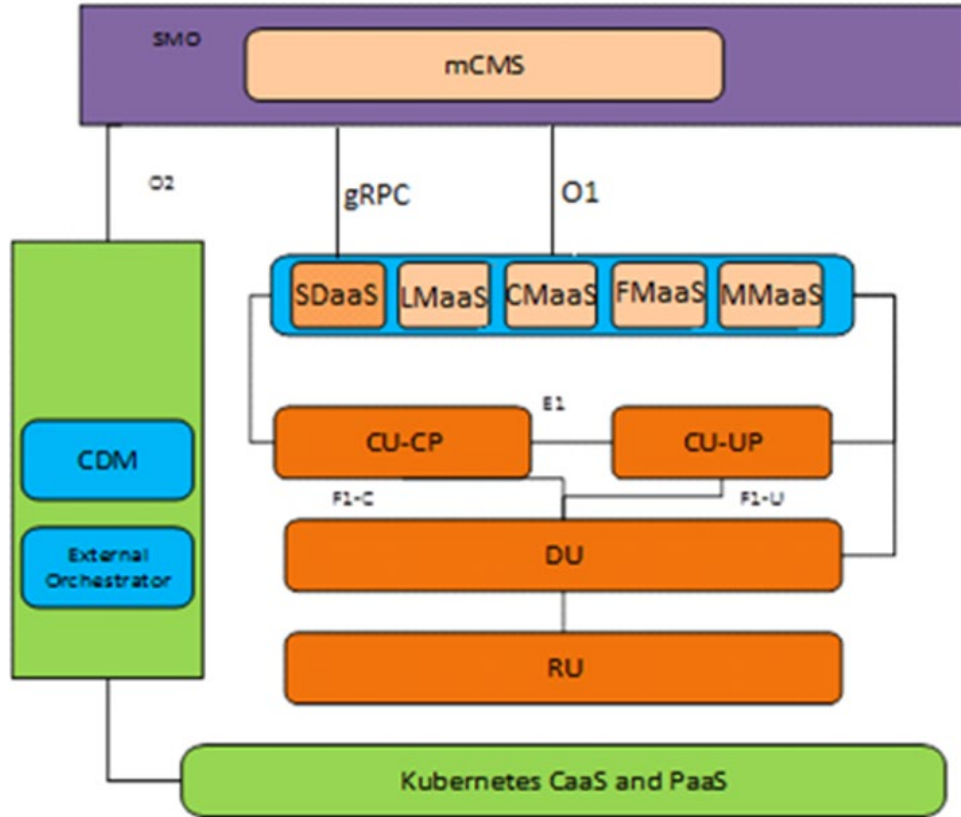 SMO
mCMS
O2
gRPC
O1
SDaaS LMaaS CMaaS FMaaS MMaaS
E1
CU-CP
CU-UP
CDM
F1-C
F1-U
External
Orchestrator
DU
RU
Kubernetes CaaS and PaaS